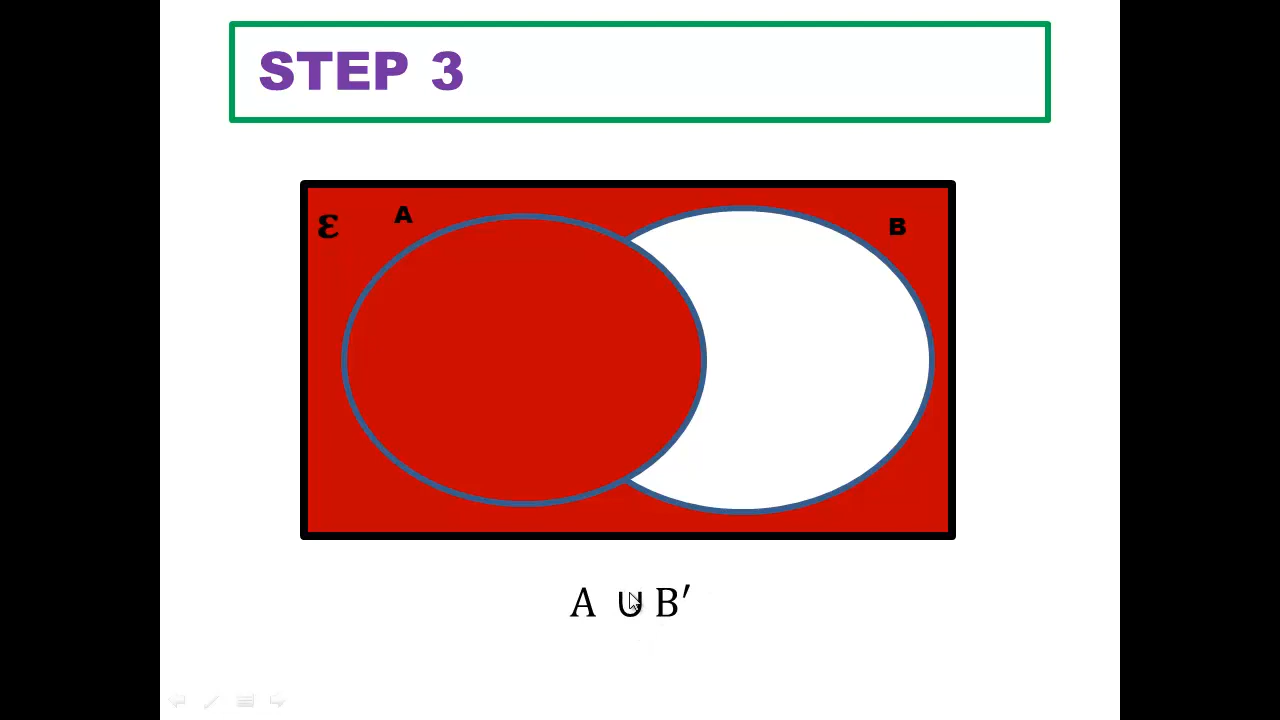 STEP 3
ε A B
A ∪ B′